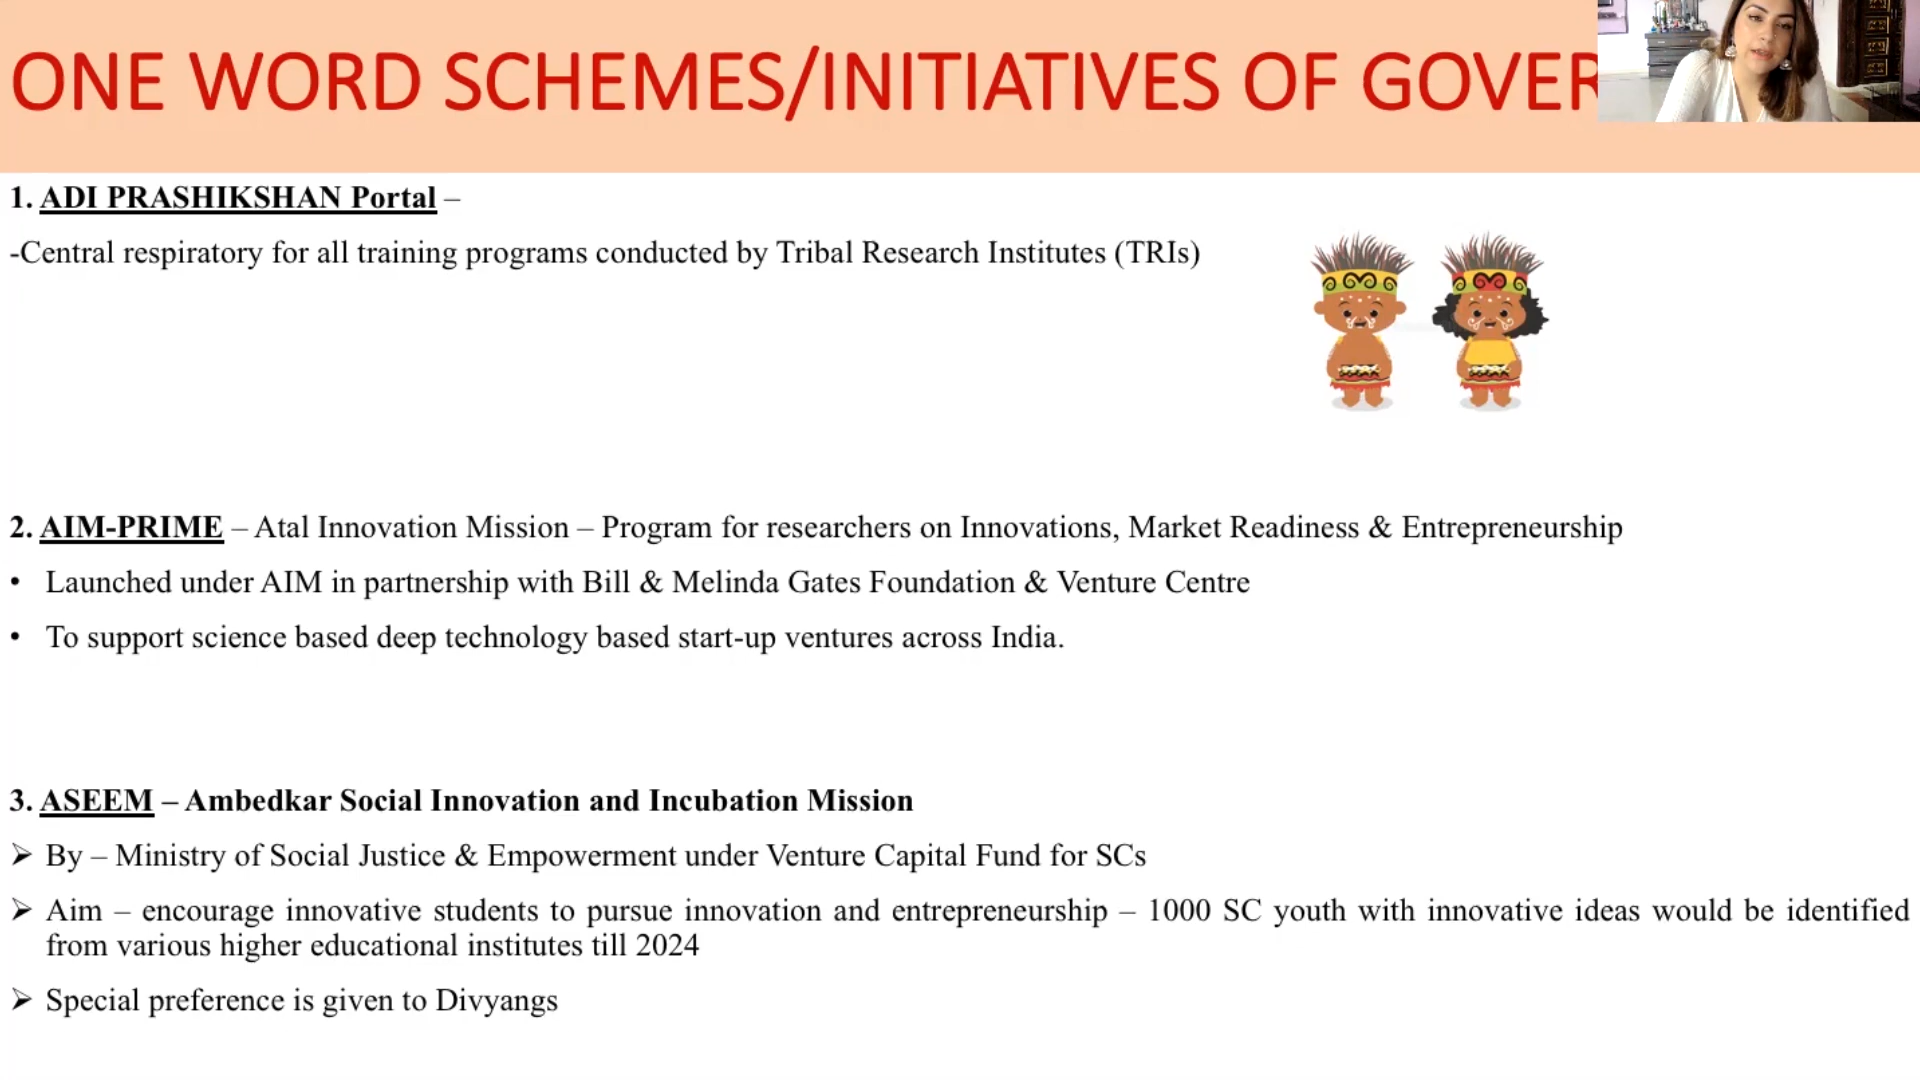 ONE WORD SCHEMES/INITIATIVES OF GOVER
1. ADI PRASHIKSHAN Portal –
-Central respiratory for all training programs conducted by Tribal Research Institutes (TRIs)
2. AIM-PRIME – Atal Innovation Mission – Program for researchers on Innovations, Market Readiness & Entrepreneurship
• Launched under AIM in partnership with Bill & Melinda Gates Foundation & Venture Centre
• To support science based deep technology based start-up ventures across India.
3. ASEEM – Ambedkar Social Innovation and Incubation Mission
➢ By – Ministry of Social Justice & Empowerment under Venture Capital Fund for SCs
➢ Aim – encourage innovative students to pursue innovation and entrepreneurship – 1000 SC youth with innovative ideas would be identified
from various higher educational institutes till 2024
➢ Special preference is given to Divyangs